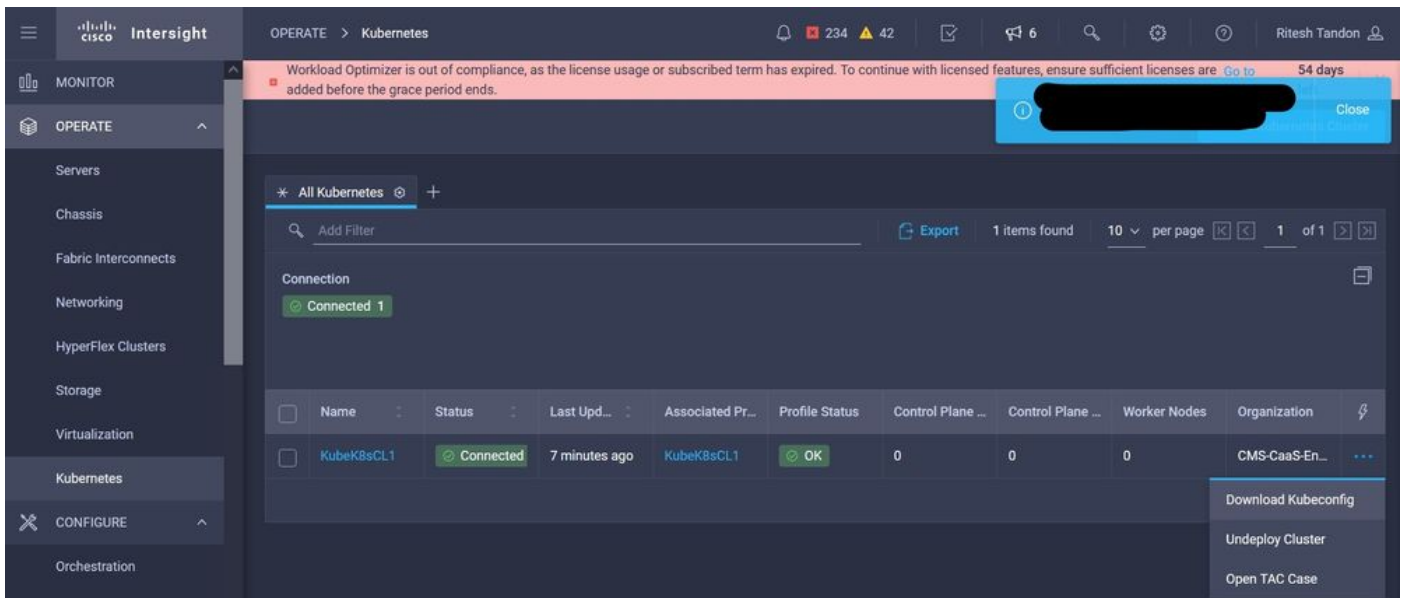 cisco Intersight
OPERATE > Kubernetes
234 42
6
Ritesh Tandon
MONITOR
OPERATE
Servers
Chassis
Fabric Interconnects
Networking
HyperFlex Clusters
Storage
Virtualization
Kubernetes
CONFIGURE
Orchestration
Workload Optimizer is out of compliance, as the license usage or subscribed term has expired. To continue with licensed features, ensure sufficient licenses are Go to 54 days
added before the grace period ends.
Close
All Kubernetes +
Add Filter
Export 1 items found 10 per page 1 of 1
Connection
Connected 1
Name Status Last Upd... Associated Pr... Profile Status Control Plane ... Control Plane ... Worker Nodes Organization
KubeK8sCL1 Connected 7 minutes ago KubeK8sCL1 OK 0 0 0 CMS-CaaS-En... ...
Download Kubeconfig
Undeploy Cluster
Open TAC Case